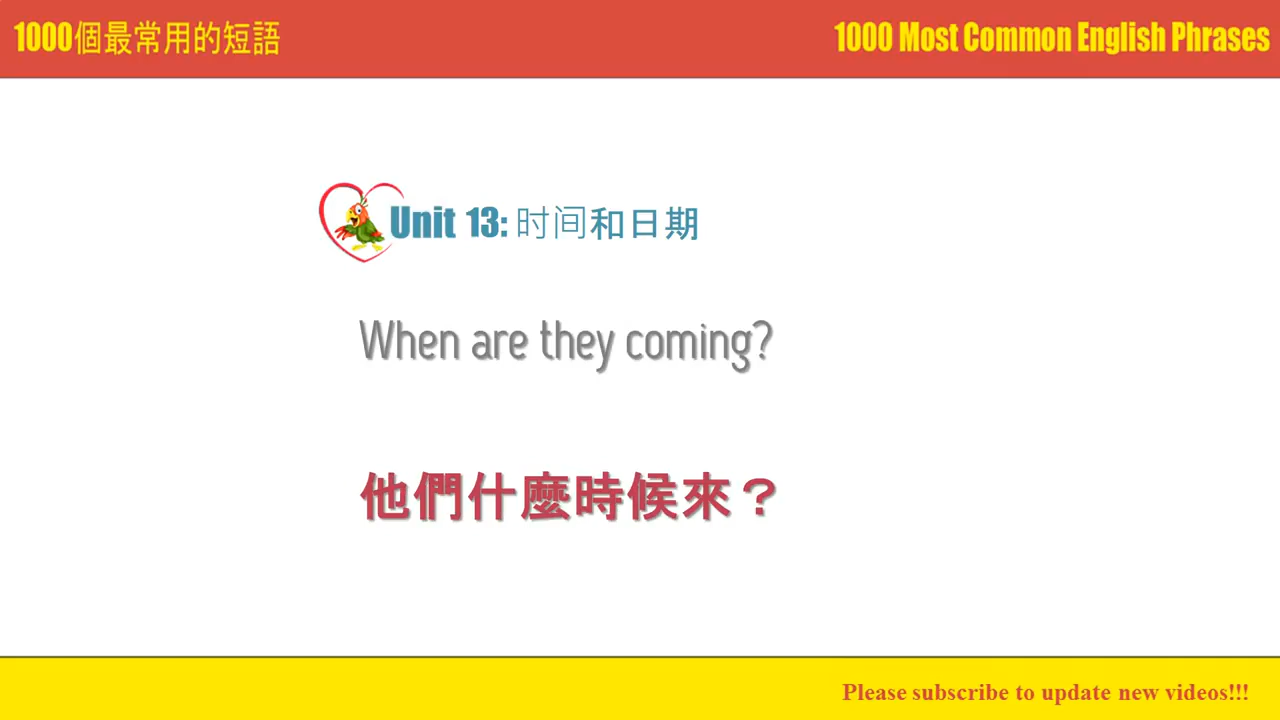 1000個最常用的短語
1000 Most Common English Phrases
Unit 13: 时间和日期
When are they coming?
他們什麼時候來？
Please subscribe to update new videos!!!